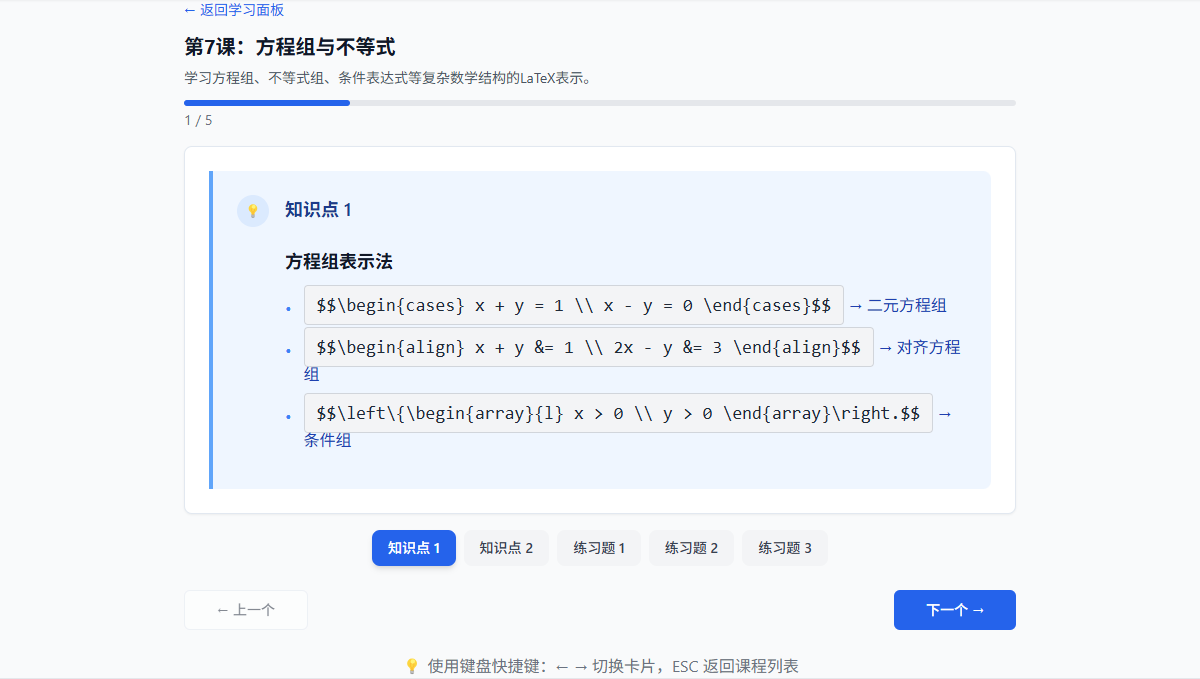 ← 返回学习面板
第7课：方程组与不等式
学习方程组、不等式组、条件表达式等复杂数学结构的LaTeX表示。
1 / 5
💡 知识点 1
方程组表示法
• $$\begin{cases} x + y = 1 \\ x - y = 0 \end{cases}$$ → 二元方程组
• $$\begin{align} x + y &= 1 \\ 2x - y &= 3 \end{align}$$ → 对齐方程
组
• $$\left\{\begin{array}{l} x > 0 \\ y > 0 \end{array}\right.$$ →
条件组
知识点 1 知识点 2 练习题 1 练习题 2 练习题 3
← 上一个 下一个 →
💡 使用键盘快捷键：← → 切换卡片，ESC 返回课程列表